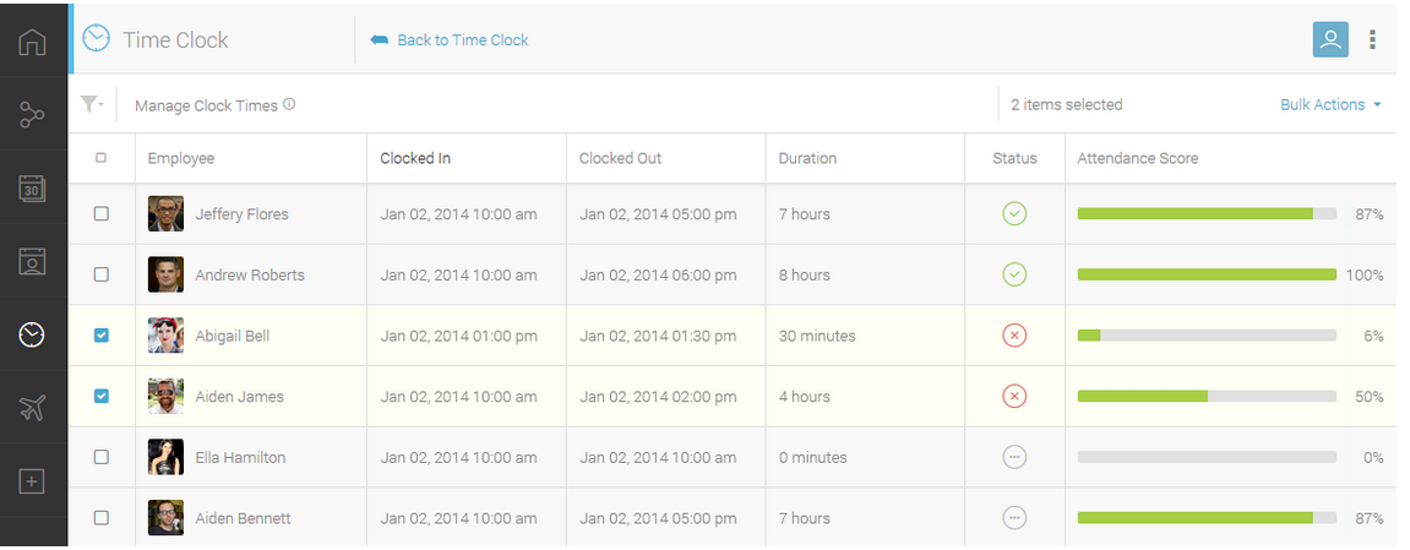 Time Clock
Back to Time Clock
Manage Clock Times
2 items selected
Bulk Actions
Employee Clocked In Clocked Out Duration Status Attendance Score
30
Jeffery Flores Jan 02, 2014 10:00 am Jan 02, 2014 05:00 pm 7 hours 87%
Andrew Roberts Jan 02, 2014 10:00 am Jan 02, 2014 06:00 pm 8 hours 100%
Abigail Bell Jan 02, 2014 01:00 pm Jan 02, 2014 01:30 pm 30 minutes 6%
Aiden James Jan 02, 2014 10:00 am Jan 02, 2014 02:00 pm 4 hours 50%
Ella Hamilton Jan 02, 2014 10:00 am Jan 02, 2014 10:00 am 0 minutes 0%
Aiden Bennett Jan 02, 2014 10:00 am Jan 02, 2014 05:00 pm 7 hours 87%